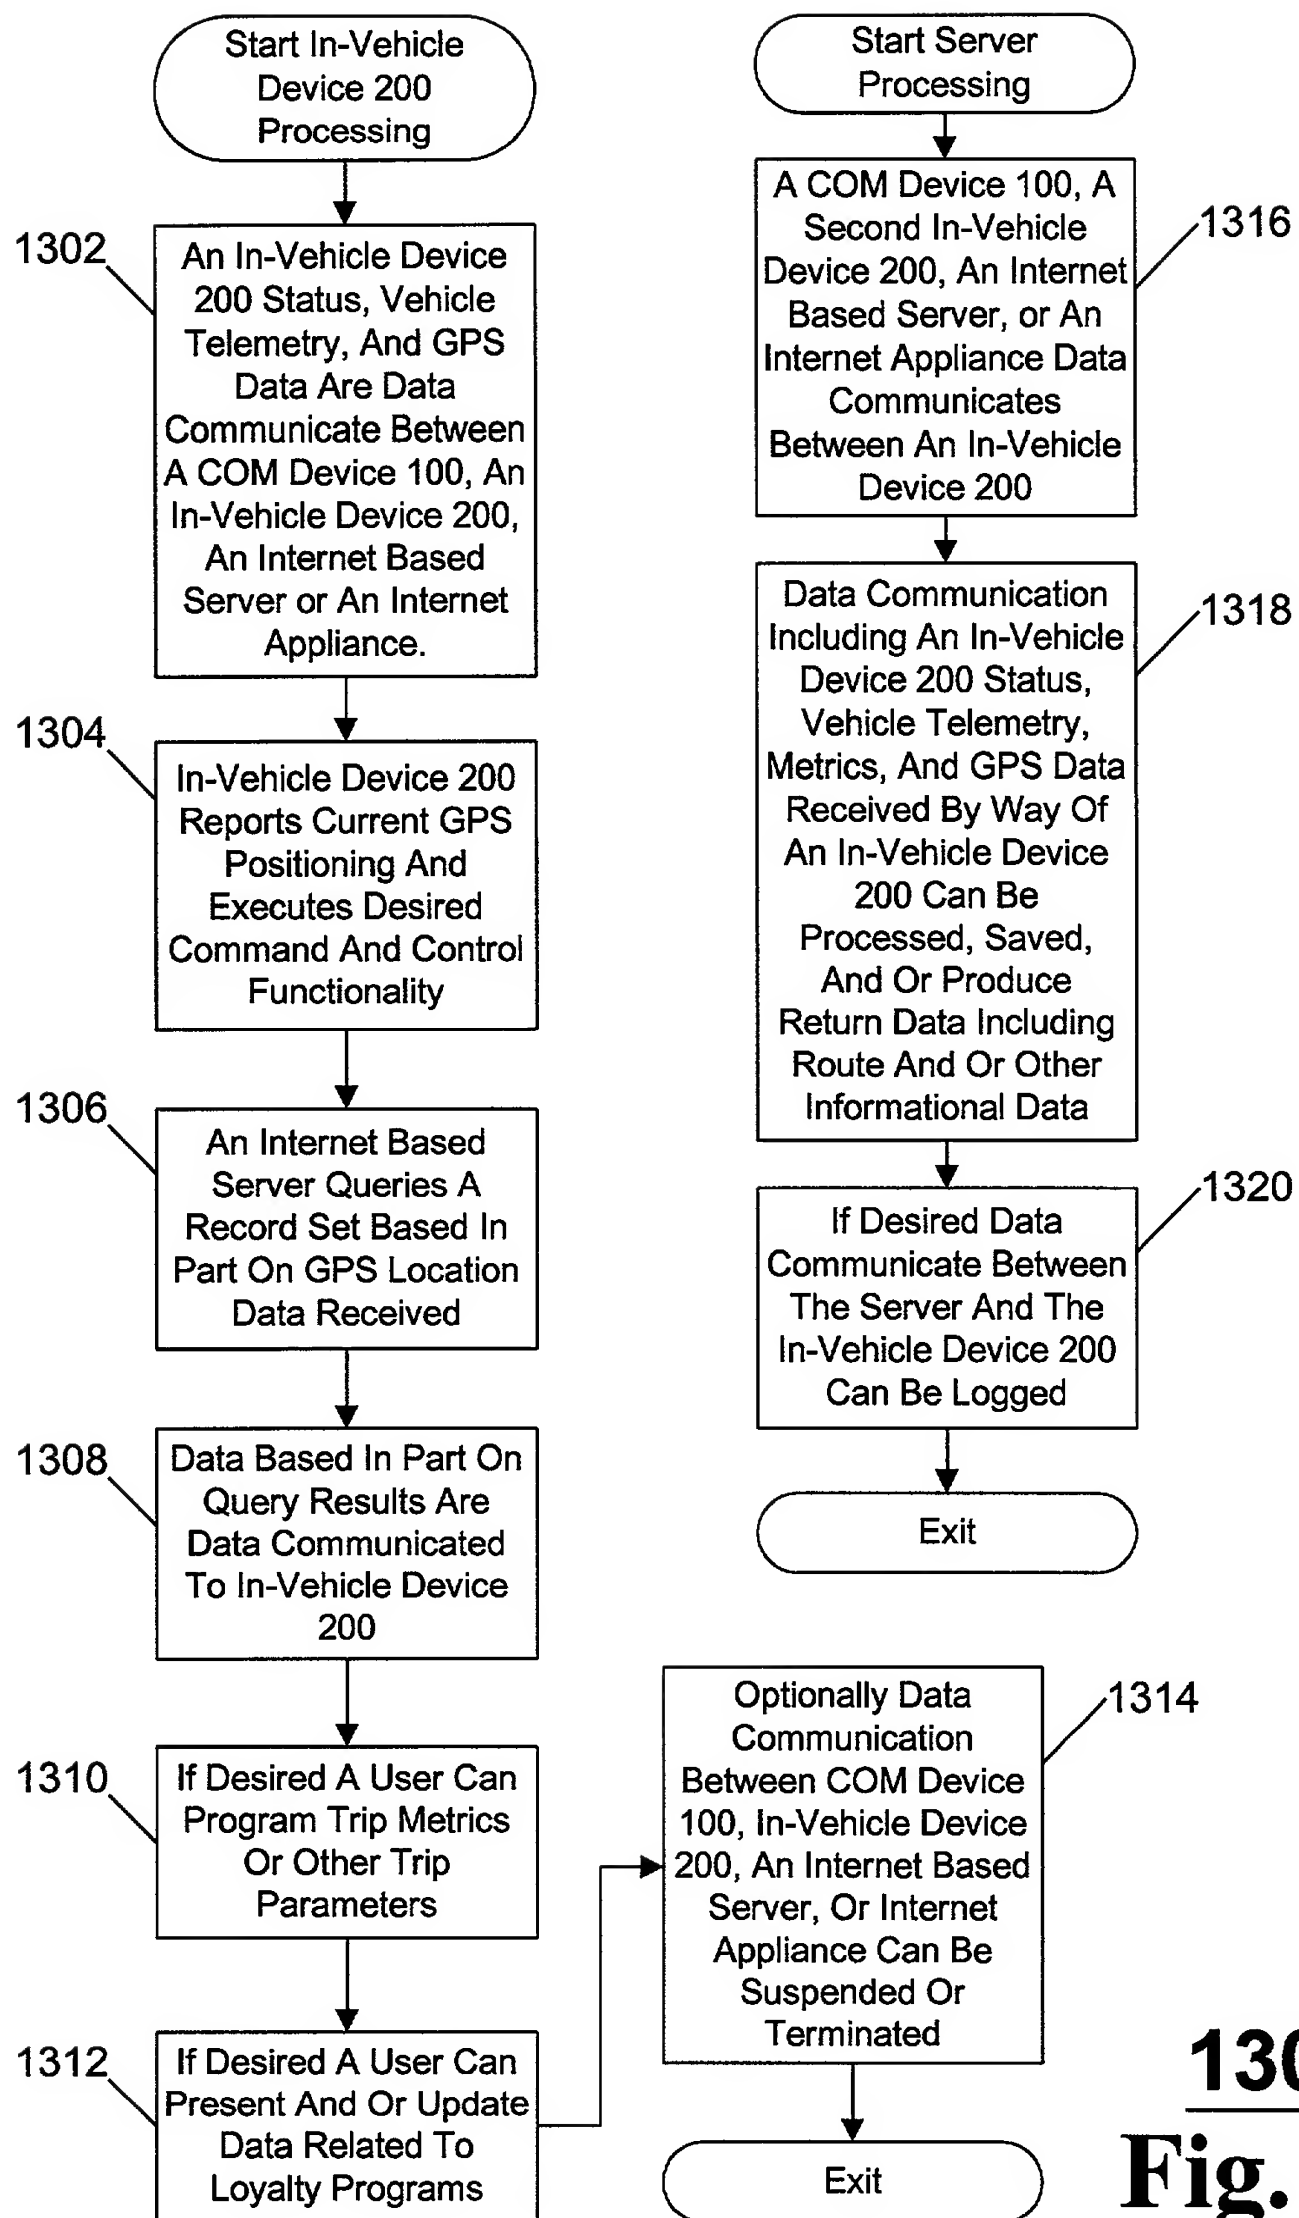 Start In-Vehicle
Device 200
Processing
1302
An In-Vehicle Device
200 Status, Vehicle
Telemetry, And GPS
Data Are Data
Communicate Between
A COM Device 100, An
In-Vehicle Device 200,
An Internet Based
Server or An Internet
Appliance.
1304
In-Vehicle Device 200
Reports Current GPS
Positioning And
Executes Desired
Command And Control
Functionality
1306
An Internet Based
Server Queries A
Record Set Based In
Part On GPS Location
Data Received
1308
Data Based In Part On
Query Results Are
Data Communicated
To In-Vehicle Device
200
1310
If Desired A User Can
Program Trip Metrics
Or Other Trip
Parameters
1312
If Desired A User Can
Present And Or Update
Data Related To
Loyalty Programs
Start Server
Processing
A COM Device 100, A
Second In-Vehicle
Device 200, An Internet
Based Server, or An
Internet Appliance Data
Communicates
Between An In-Vehicle
Device 200
1316
Data Communication
Including An In-Vehicle
Device 200 Status,
Vehicle Telemetry,
Metrics, And GPS Data
Received By Way Of
An In-Vehicle Device
200 Can Be
Processed, Saved,
And Or Produce
Return Data Including
Route And Or Other
Informational Data
1318
If Desired Data
Communicate Between
The Server And The
In-Vehicle Device 200
Can Be Logged
1320
Exit
Optionally Data
Communication
Between COM Device
100, In-Vehicle Device
200, An Internet Based
Server, Or Internet
Appliance Can Be
Suspended Or
Terminated
1314
Exit
Fig.